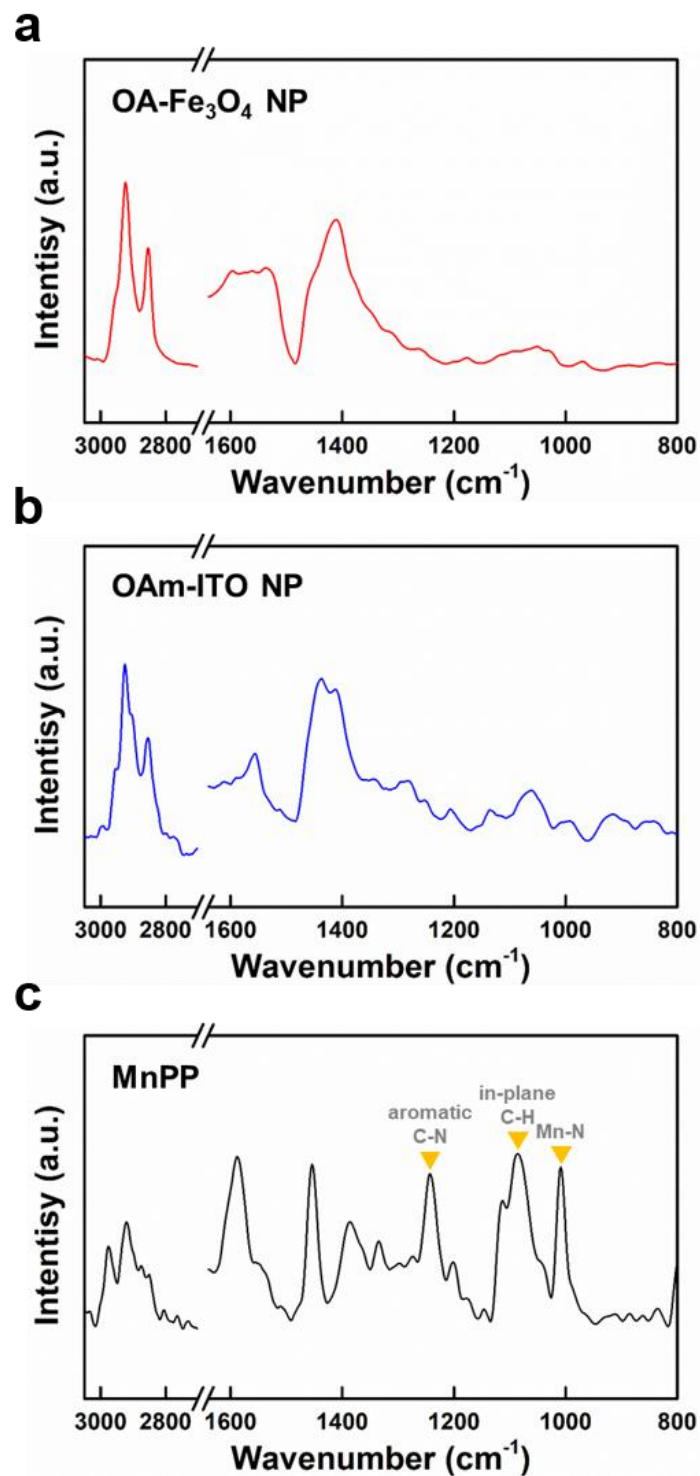 a
OA-Fe₃O₄ NP
Intentisy (a.u.)
3000 2800 1600 1400 1200 1000 800
Wavenumber (cm⁻¹)
b
OAm-ITO NP
Intentisy (a.u.)
3000 2800 1600 1400 1200 1000 800
Wavenumber (cm⁻¹)
c
MnPP
aromatic
C-N
in-plane
C-H
Mn-N
Intentisy (a.u.)
3000 2800 1600 1400 1200 1000 800
Wavenumber (cm⁻¹)